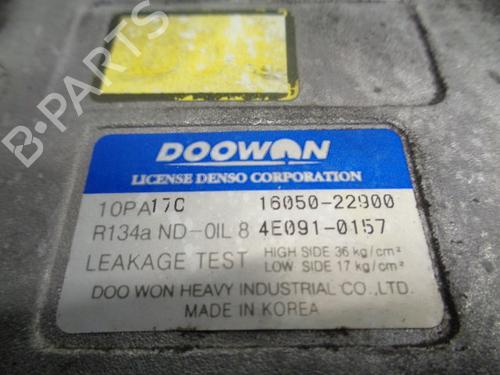 DOOWON
LICENSE DENSO CORPORATION
10PA17C 16050-22900
R134a ND-OIL 8 4E091-0157
LEAKAGE TEST HIGH SIDE 36 kg/cm²
LOW SIDE 17 kg/cm²
DOO WON HEAVY INDUSTRIAL CO.,LTD.
MADE IN KOREA
B-Parts